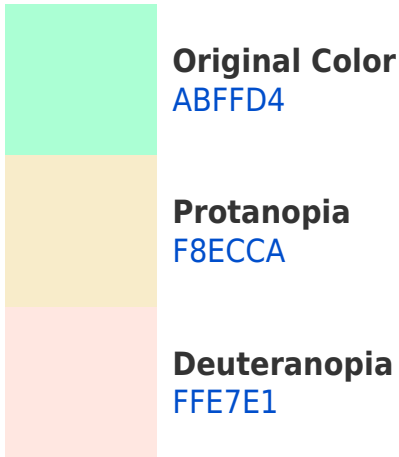 Original Color
ABFFD4
Protanopia
F8ECCA
Deuteranopia
FFE7E1